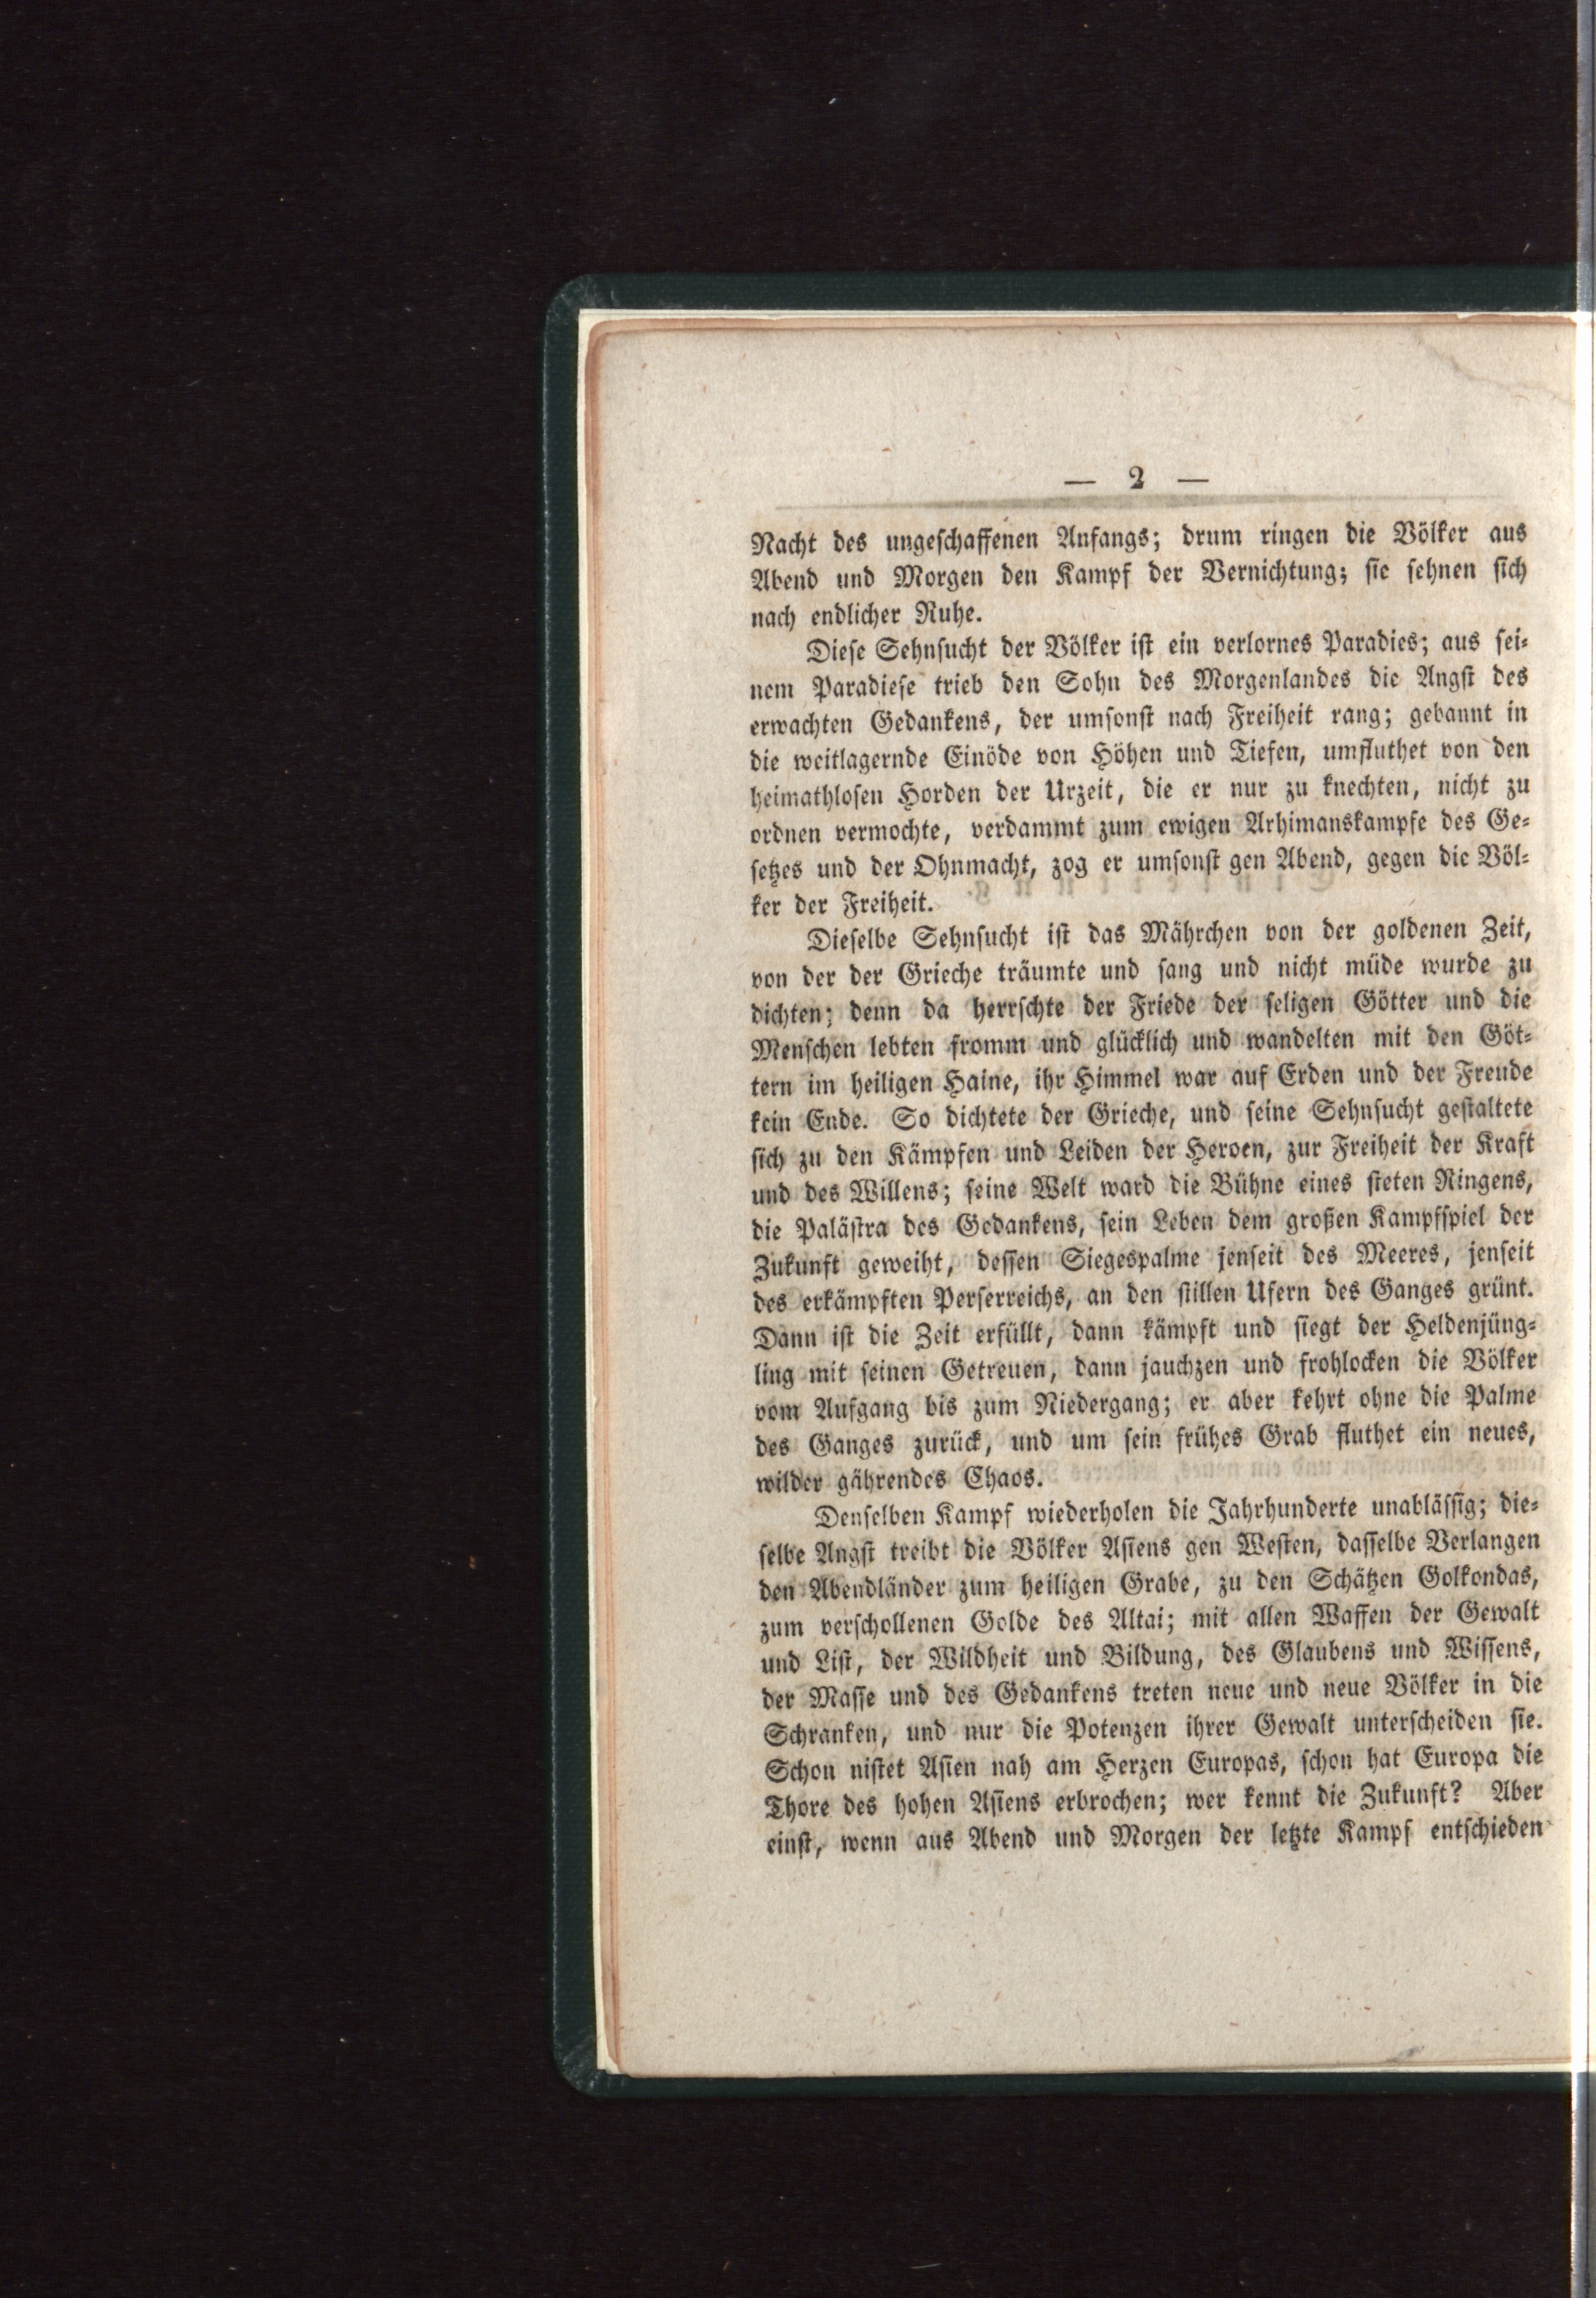 — 2 —
Nacht des ungeschaffenen Anfangs; drum ringen die Völker aus
Abend und Morgen den Kampf der Vernichtung; sie sehnen sich
nach endlicher Ruhe.
Diese Sehnsucht der Völker ist ein verlornes Paradies; aus sei-
nem Paradiese trieb den Sohn des Morgenlandes die Angst des
erwachten Gedankens, der umsonst nach Freiheit rang; gebannt in
die weitlagernde Einöde von Höhen und Tiefen, umfluthet von den
heimathlosen Horden der Urzeit, die er nur zu knechten, nicht zu
ordnen vermochte, verdammt zum ewigen Arhimanskampfe des Ge-
setzes und der Ohnmacht, zog er umsonst gen Abend, gegen die Völ-
ker der Freiheit.
Dieselbe Sehnsucht ist das Mährchen von der goldenen Zeit,
von der der Grieche träumte und sang und nicht müde wurde zu
dichten; denn da herrschte der Friede der seligen Götter und die
Menschen lebten fromm und glücklich und wandelten mit den Göt-
tern im heiligen Haine, ihr Himmel war auf Erden und der Freude
kein Ende. So dichtete der Grieche, und seine Sehnsucht gestaltete
sich zu den Kämpfen und Leiden der Heroen, zur Freiheit der Kraft
und des Willens; seine Welt ward die Bühne eines steten Ringens,
die Palästra des Gedankens, sein Leben dem großen Kampfspiel der
Zukunft geweiht, dessen Siegespalme jenseit des Meeres, jenseit
des erkämpften Perserreichs, an den stillen Ufern des Ganges grünt.
Dann ist die Zeit erfüllt, dann kämpft und siegt der Heldenjüng-
ling mit seinen Getreuen, dann jauchzen und frohlocken die Völker
vom Aufgang bis zum Niedergang; er aber kehrt ohne die Palme
des Ganges zurück, und um sein frühes Grab fluthet ein neues,
wilder gährendes Chaos.
Denselben Kampf wiederholen die Jahrhunderte unablässig; die-
selbe Angst treibt die Völker Asiens gen Westen, dasselbe Verlangen
den Abendländer zum heiligen Grabe, zu den Schätzen Golkondas,
zum verschollenen Golde des Altai; mit allen Waffen der Gewalt
und List, der Wildheit und Bildung, des Glaubens und Wissens,
der Masse und des Gedankens treten neue und neue Völker in die
Schranken, und nur die Potenzen ihrer Gewalt unterscheiden sie.
Schon nistet Asien nah am Herzen Europas, schon hat Europa die
Thore des hohen Asiens erbrochen; wer kennt die Zukunft? Aber
einst, wenn aus Abend und Morgen der letzte Kampf entschieden